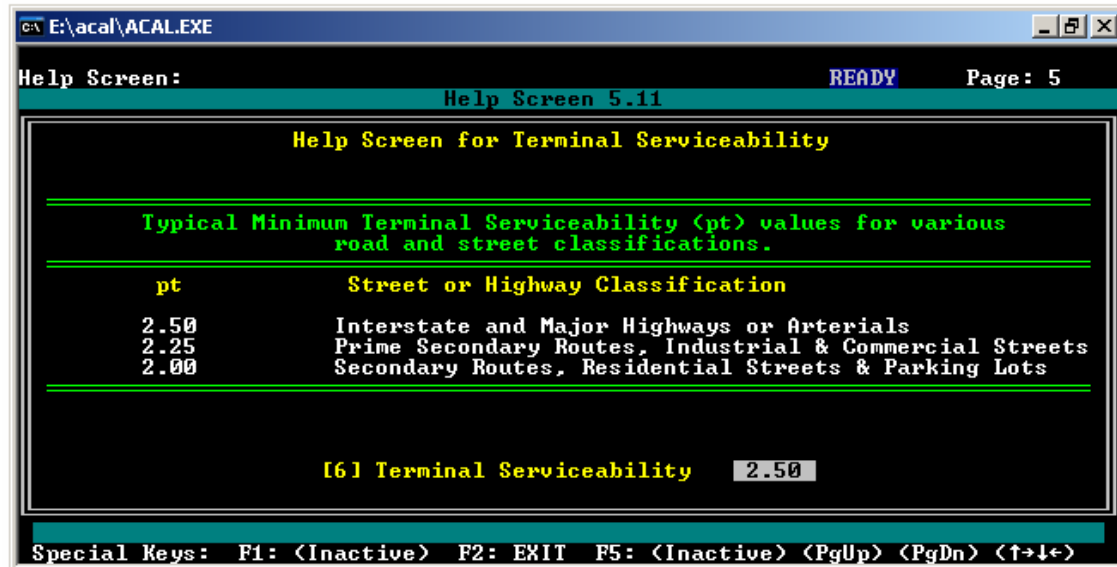 E:\acal\ACAL.EXE
Help Screen: READY Page: 5
Help Screen 5.11
Help Screen for Terminal Serviceability
Typical Minimum Terminal Serviceability (pt) values for various
road and street classifications.
pt Street or Highway Classification
2.50 Interstate and Major Highways or Arterials
2.25 Prime Secondary Routes, Industrial & Commercial Streets
2.00 Secondary Routes, Residential Streets & Parking Lots
[6] Terminal Serviceability 2.50
Special Keys: F1: (Inactive) F2: EXIT F5: (Inactive) (PgUp) (PgDn) (↑→↓←)